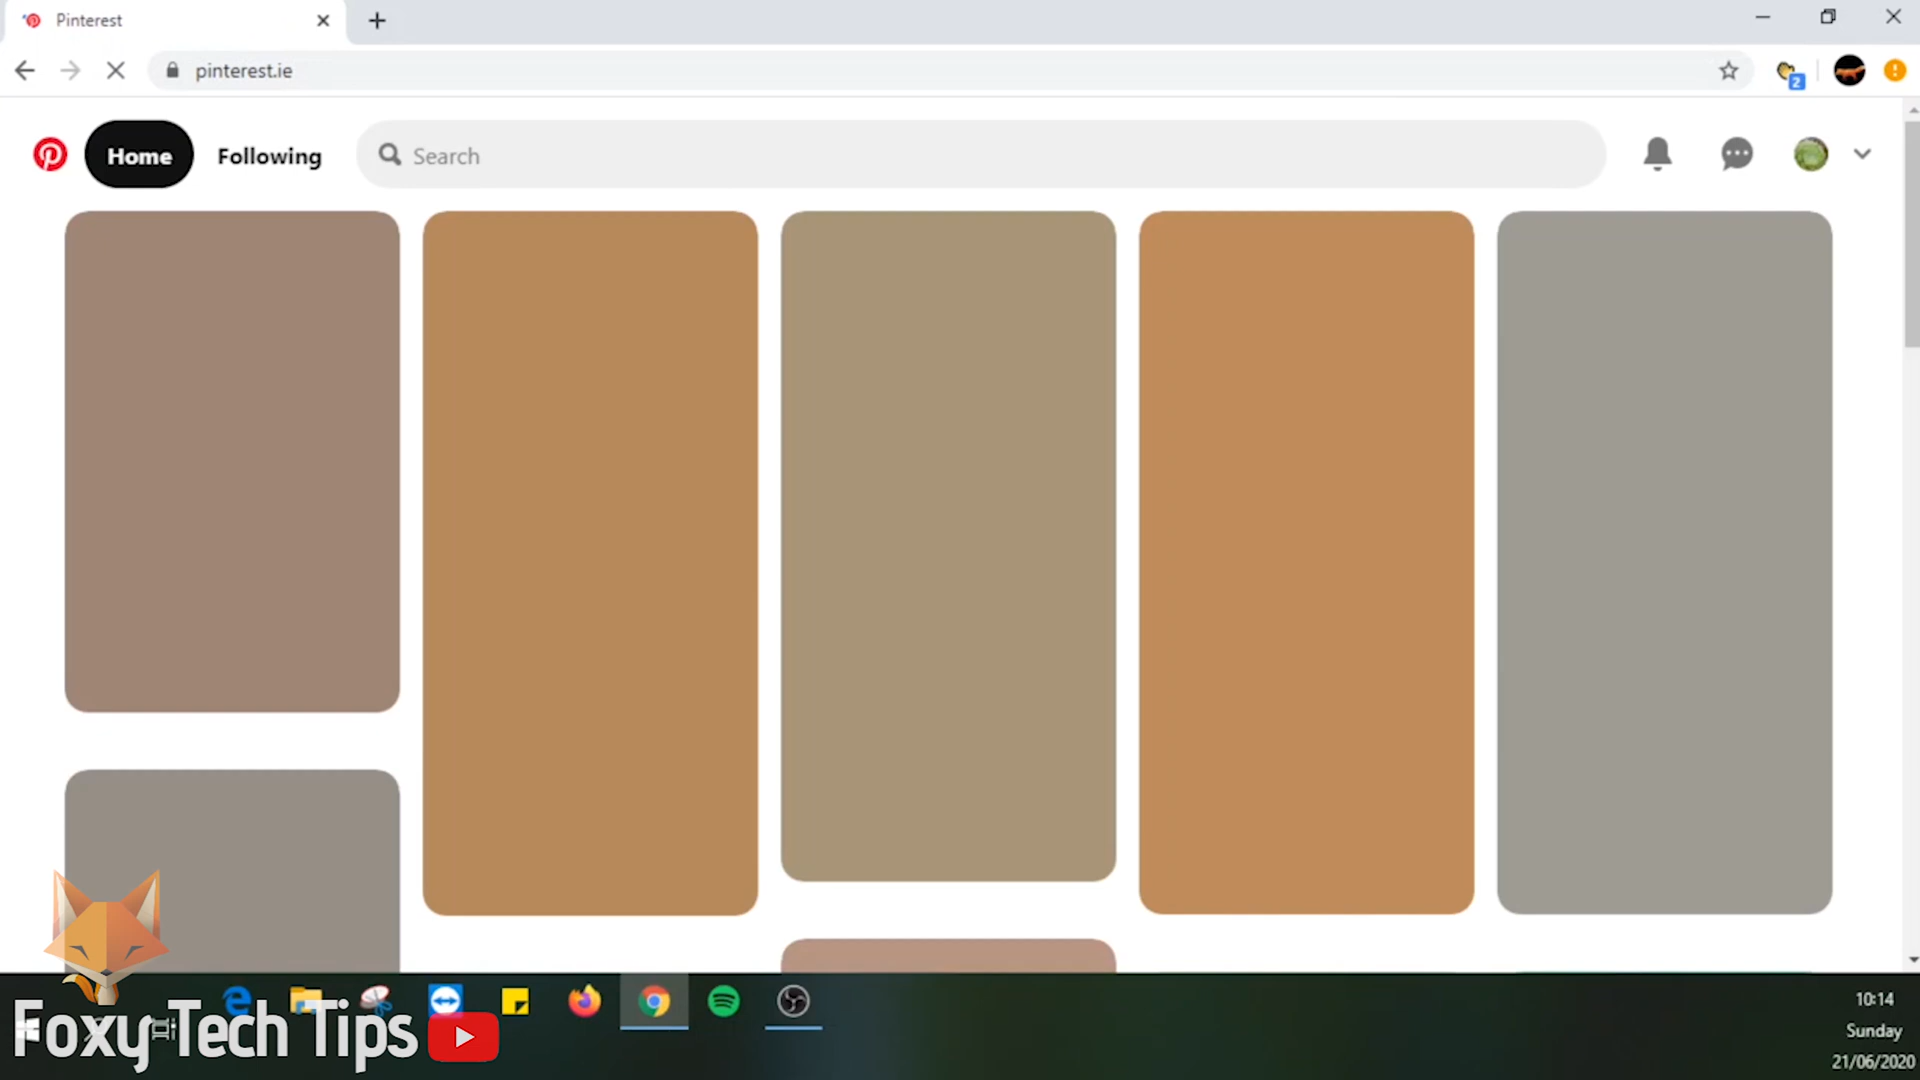 Pinterest
pinterest.ie
2
Home
Following
Search
10:14
Sunday
21/06/2020
Foxy Tech Tips